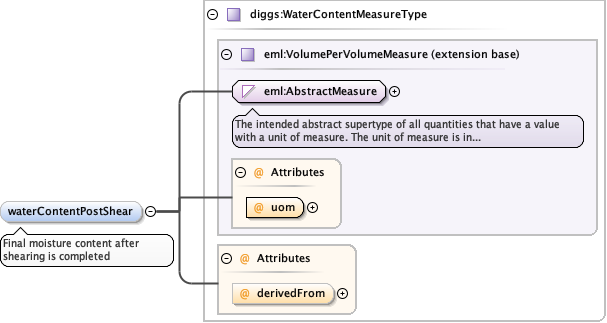 diggs:WaterContentMeasureType
eml:VolumePerVolumeMeasure (extension base)
eml:AbstractMeasure
The intended abstract supertype of all quantities that have a value
with a unit of measure. The unit of measure is in...
@ Attributes
@ uom
waterContentPostShear
Final moisture content after
shearing is completed
@ Attributes
@ derivedFrom